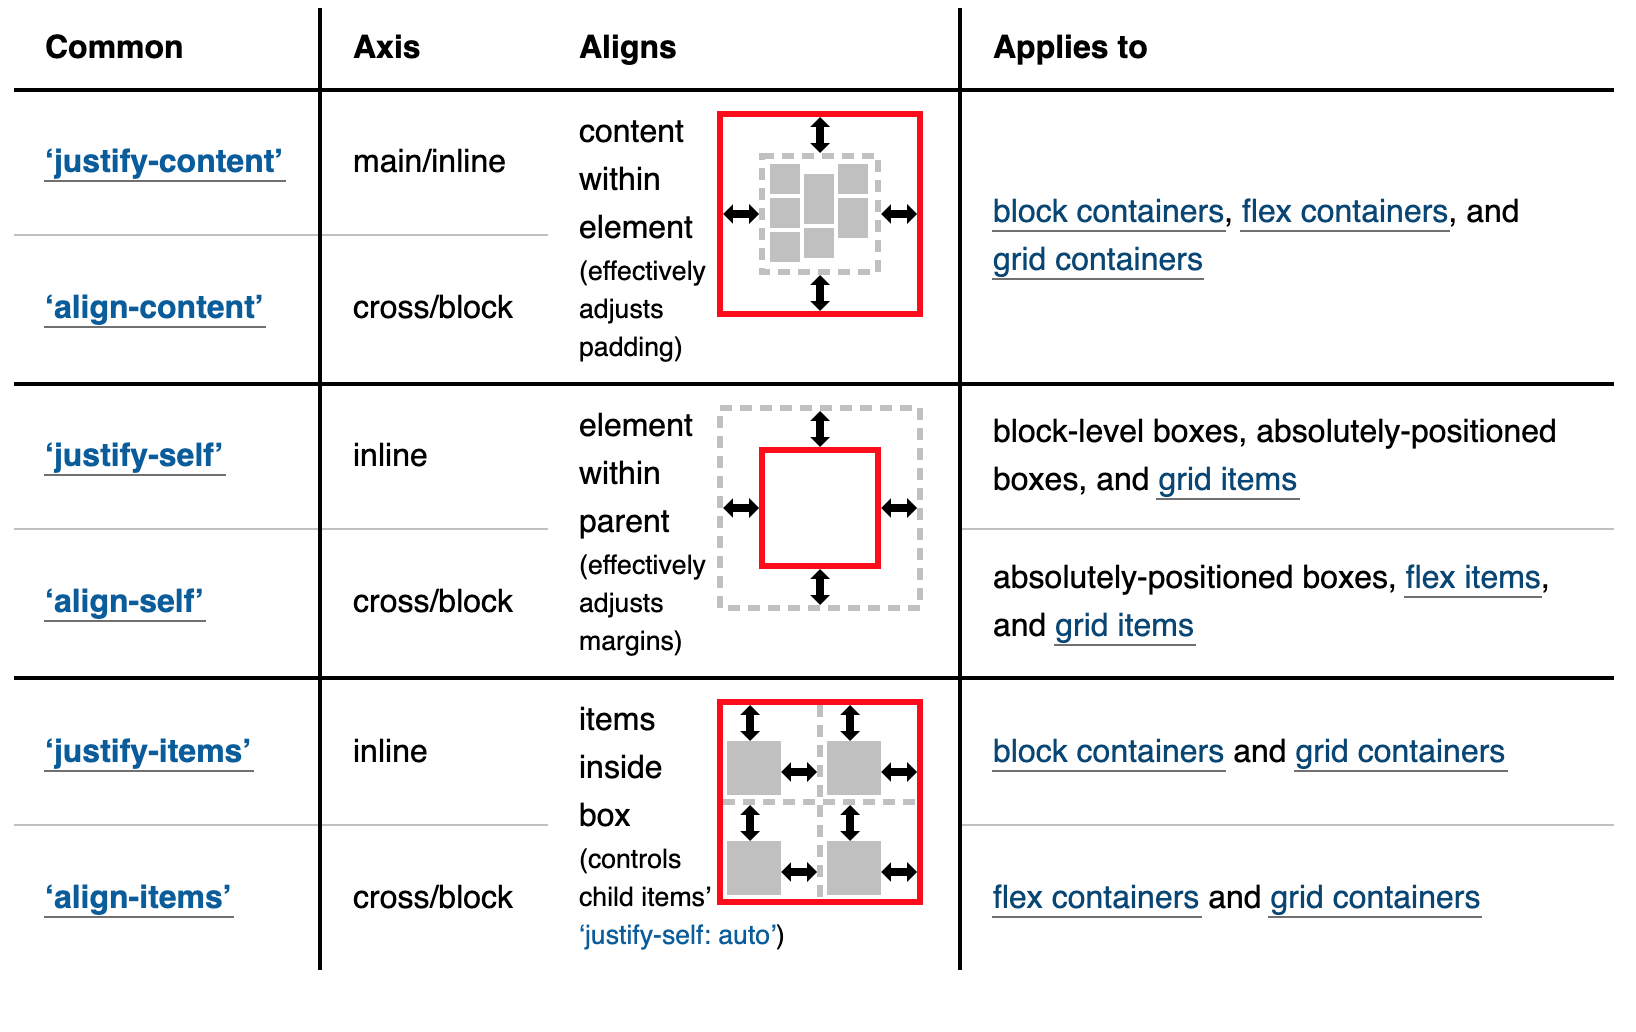 Common Axis Aligns Applies to
‘justify-content’ main/inline
content
within
element
(effectively
adjusts
padding)
block containers, flex containers, and
grid containers
‘align-content’ cross/block
‘justify-self’ inline
element
within
parent
(effectively
adjusts
margins)
block-level boxes, absolutely-positioned
boxes, and grid items
‘align-self’ cross/block
absolutely-positioned boxes, flex items,
and grid items
‘justify-items’ inline
items
inside
box
(controls
child items’
‘justify-self: auto’)
block containers and grid containers
‘align-items’ cross/block
flex containers and grid containers